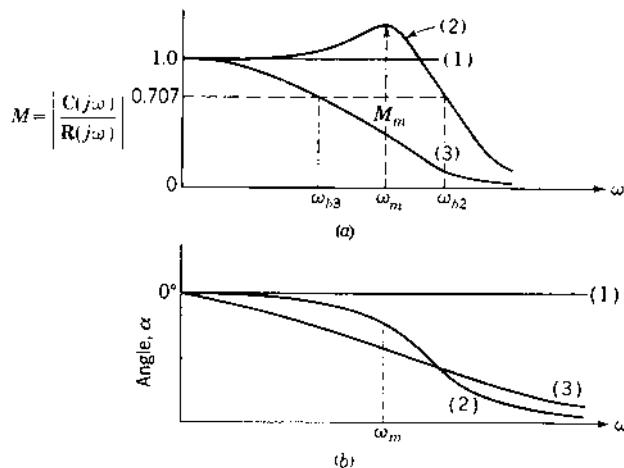 (2)
1.0
(1)
0.707
M = | C(jω) / R(jω) |
M_m
(3)
0
ω_b3
ω_m
ω_b2
ω
(a)
0°
(1)
Angle, α
(3)
(2)
ω_m
ω
(b)